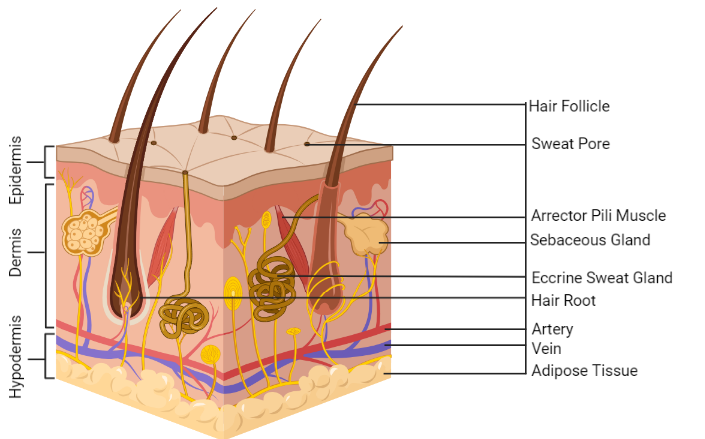 Epidermis
Dermis
Hypodermis
Hair Follicle
Sweat Pore
Arrector Pili Muscle
Sebaceous Gland
Eccrine Sweat Gland
Hair Root
Artery
Vein
Adipose Tissue